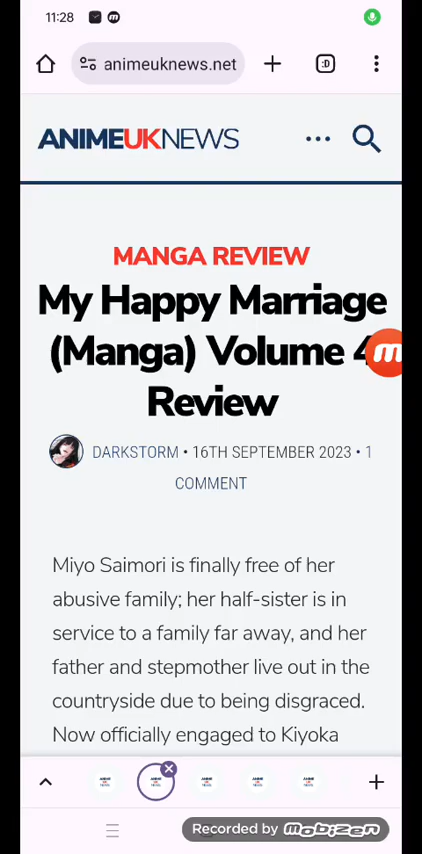 11:28
animeuknews.net
:D
ANIMEUKNEWS
MANGA REVIEW
My Happy Marriage
(Manga) Volume 4
Review
DARKSTORM • 16TH SEPTEMBER 2023 • 1
COMMENT
Miyo Saimori is finally free of her
abusive family; her half-sister is in
service to a family far away, and her
father and stepmother live out in the
countryside due to being disgraced.
Now officially engaged to Kiyoka
Recorded by Mobizen